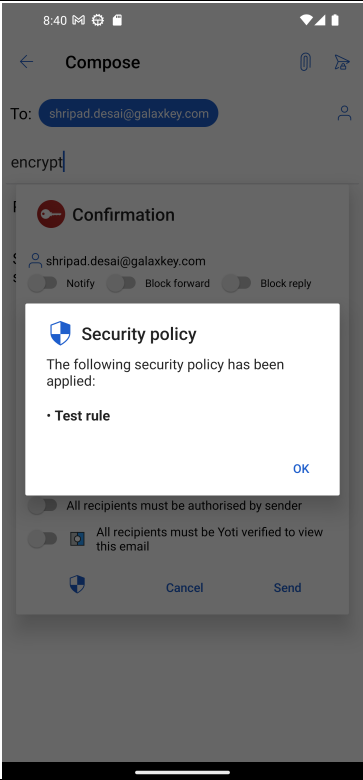 8:40
Compose
To: shripad.desai@galaxkey.com
encrypt
Confirmation
shripad.desai@galaxkey.com
Notify Block forward Block reply
Security policy
The following security policy has been
applied:
• Test rule
OK
All recipients must be authorised by sender
All recipients must be Yoti verified to view
this email
Cancel Send